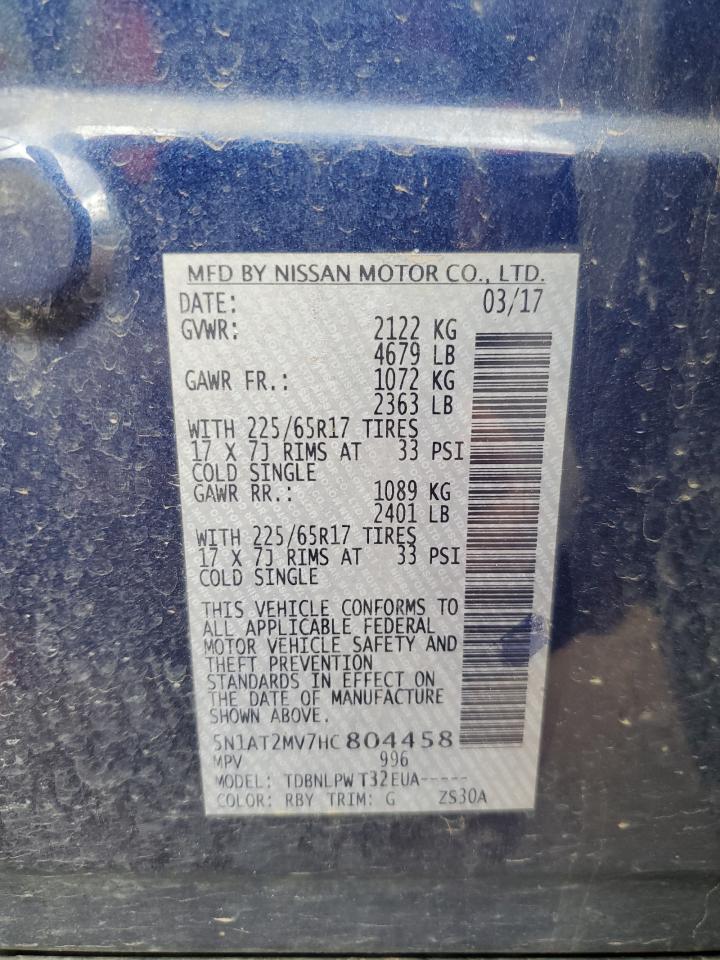 MFD BY NISSAN MOTOR CO., LTD.
DATE: 03/17
GVWR: 2122 KG
4679 LB
GAWR FR.: 1072 KG
2363 LB
WITH 225/65R17 TIRES
17 X 7J RIMS AT 33 PSI
COLD SINGLE
GAWR RR.: 1089 KG
2401 LB
WITH 225/65R17 TIRES
17 X 7J RIMS AT 33 PSI
COLD SINGLE
THIS VEHICLE CONFORMS TO
ALL APPLICABLE FEDERAL
MOTOR VEHICLE SAFETY AND
THEFT PREVENTION
STANDARDS IN EFFECT ON
THE DATE OF MANUFACTURE
SHOWN ABOVE.
5N1AT2MV7HC804458
MPV 996
MODEL: TDBNLPW T32EUA-----
COLOR: RBY TRIM: G ZS30A